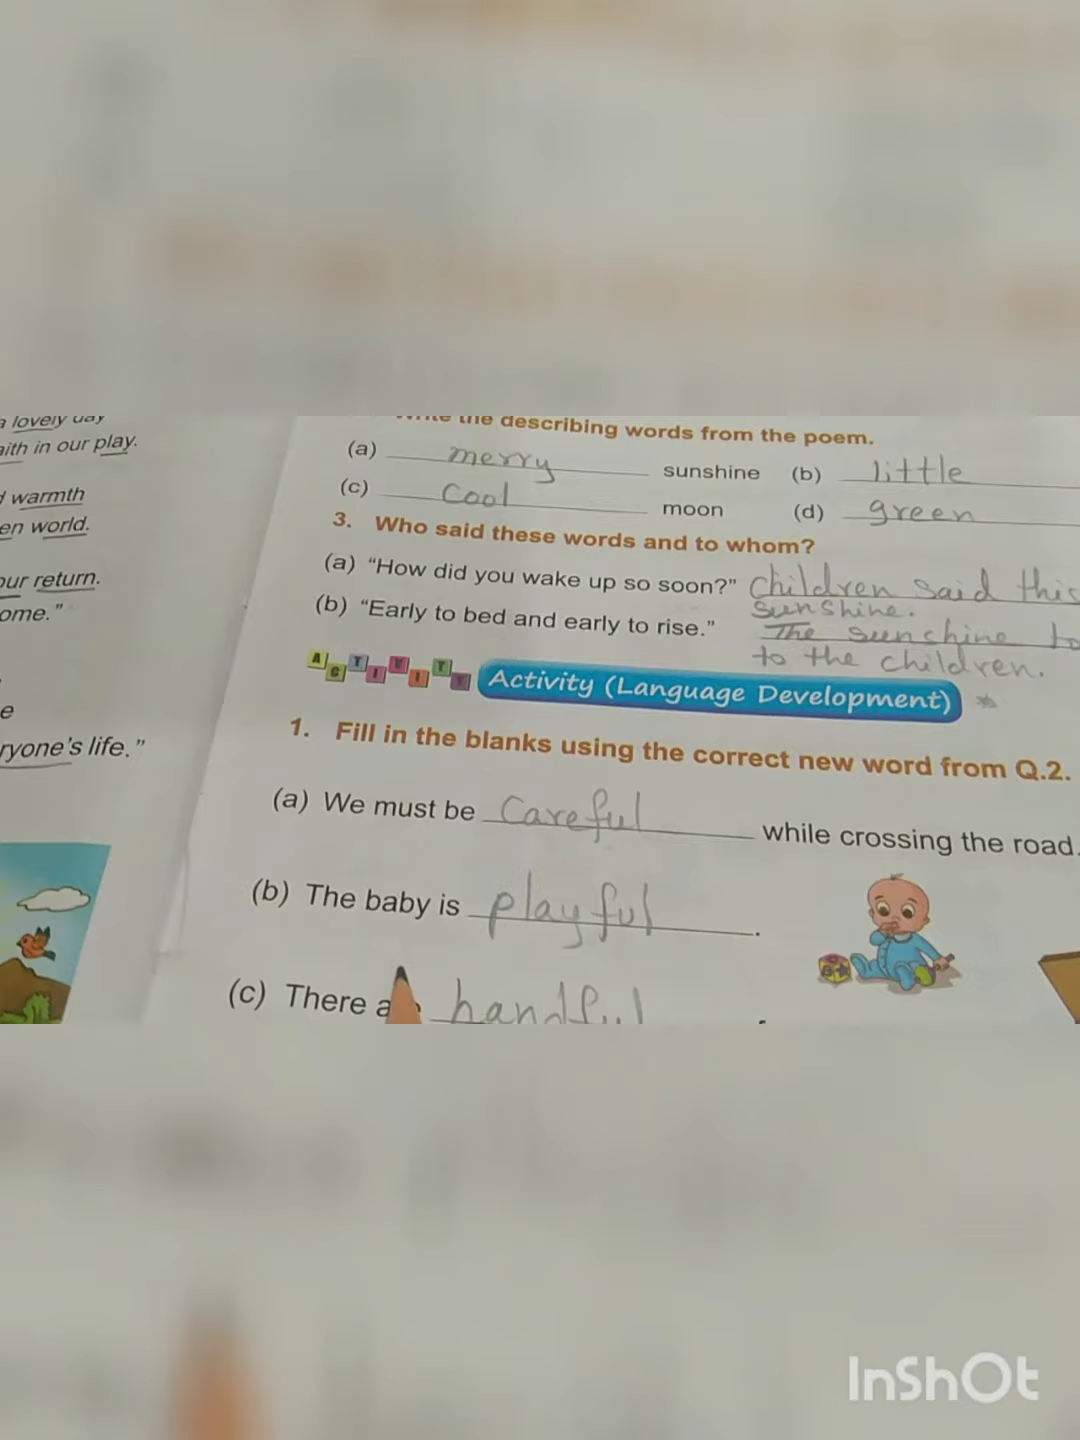 a lovely day
aith in our play.
d warmth
en world.
our return.
ome."
e
ryone's life."
the describing words from the poem.
(a) merry sunshine (b) little
(c) cool moon (d) green
3. Who said these words and to whom?
(a) "How did you wake up so soon?" Children said this
sunshine.
(b) "Early to bed and early to rise." The sunshine to
to the children.
ACTIVITY Activity (Language Development)
1. Fill in the blanks using the correct new word from Q.2.
(a) We must be careful while crossing the road.
(b) The baby is playful.
(c) There a handful
InShOt